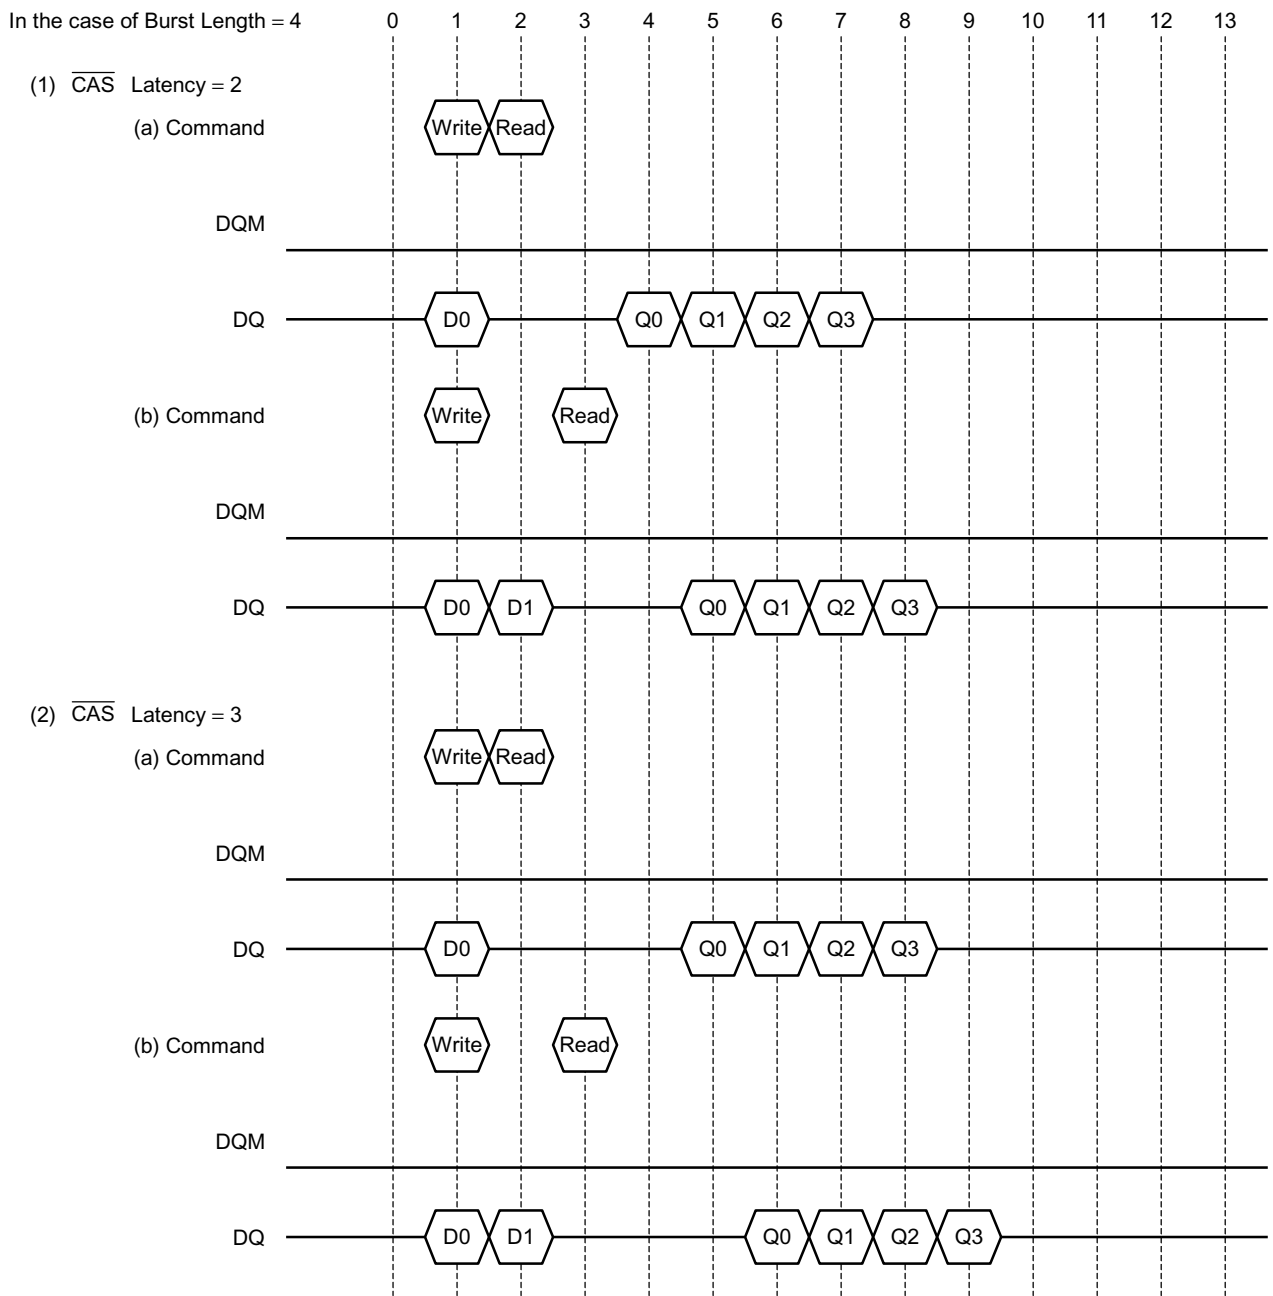 In the case of Burst Length = 4 0 1 2 3 4 5 6 7 8 9 10 11 12 13
(1) CAS Latency = 2
(a) Command Write Read
DQM
DQ D0 Q0 Q1 Q2 Q3
(b) Command Write Read
DQM
DQ D0 D1 Q0 Q1 Q2 Q3
(2) CAS Latency = 3
(a) Command Write Read
DQM
DQ D0 Q0 Q1 Q2 Q3
(b) Command Write Read
DQM
DQ D0 D1 Q0 Q1 Q2 Q3